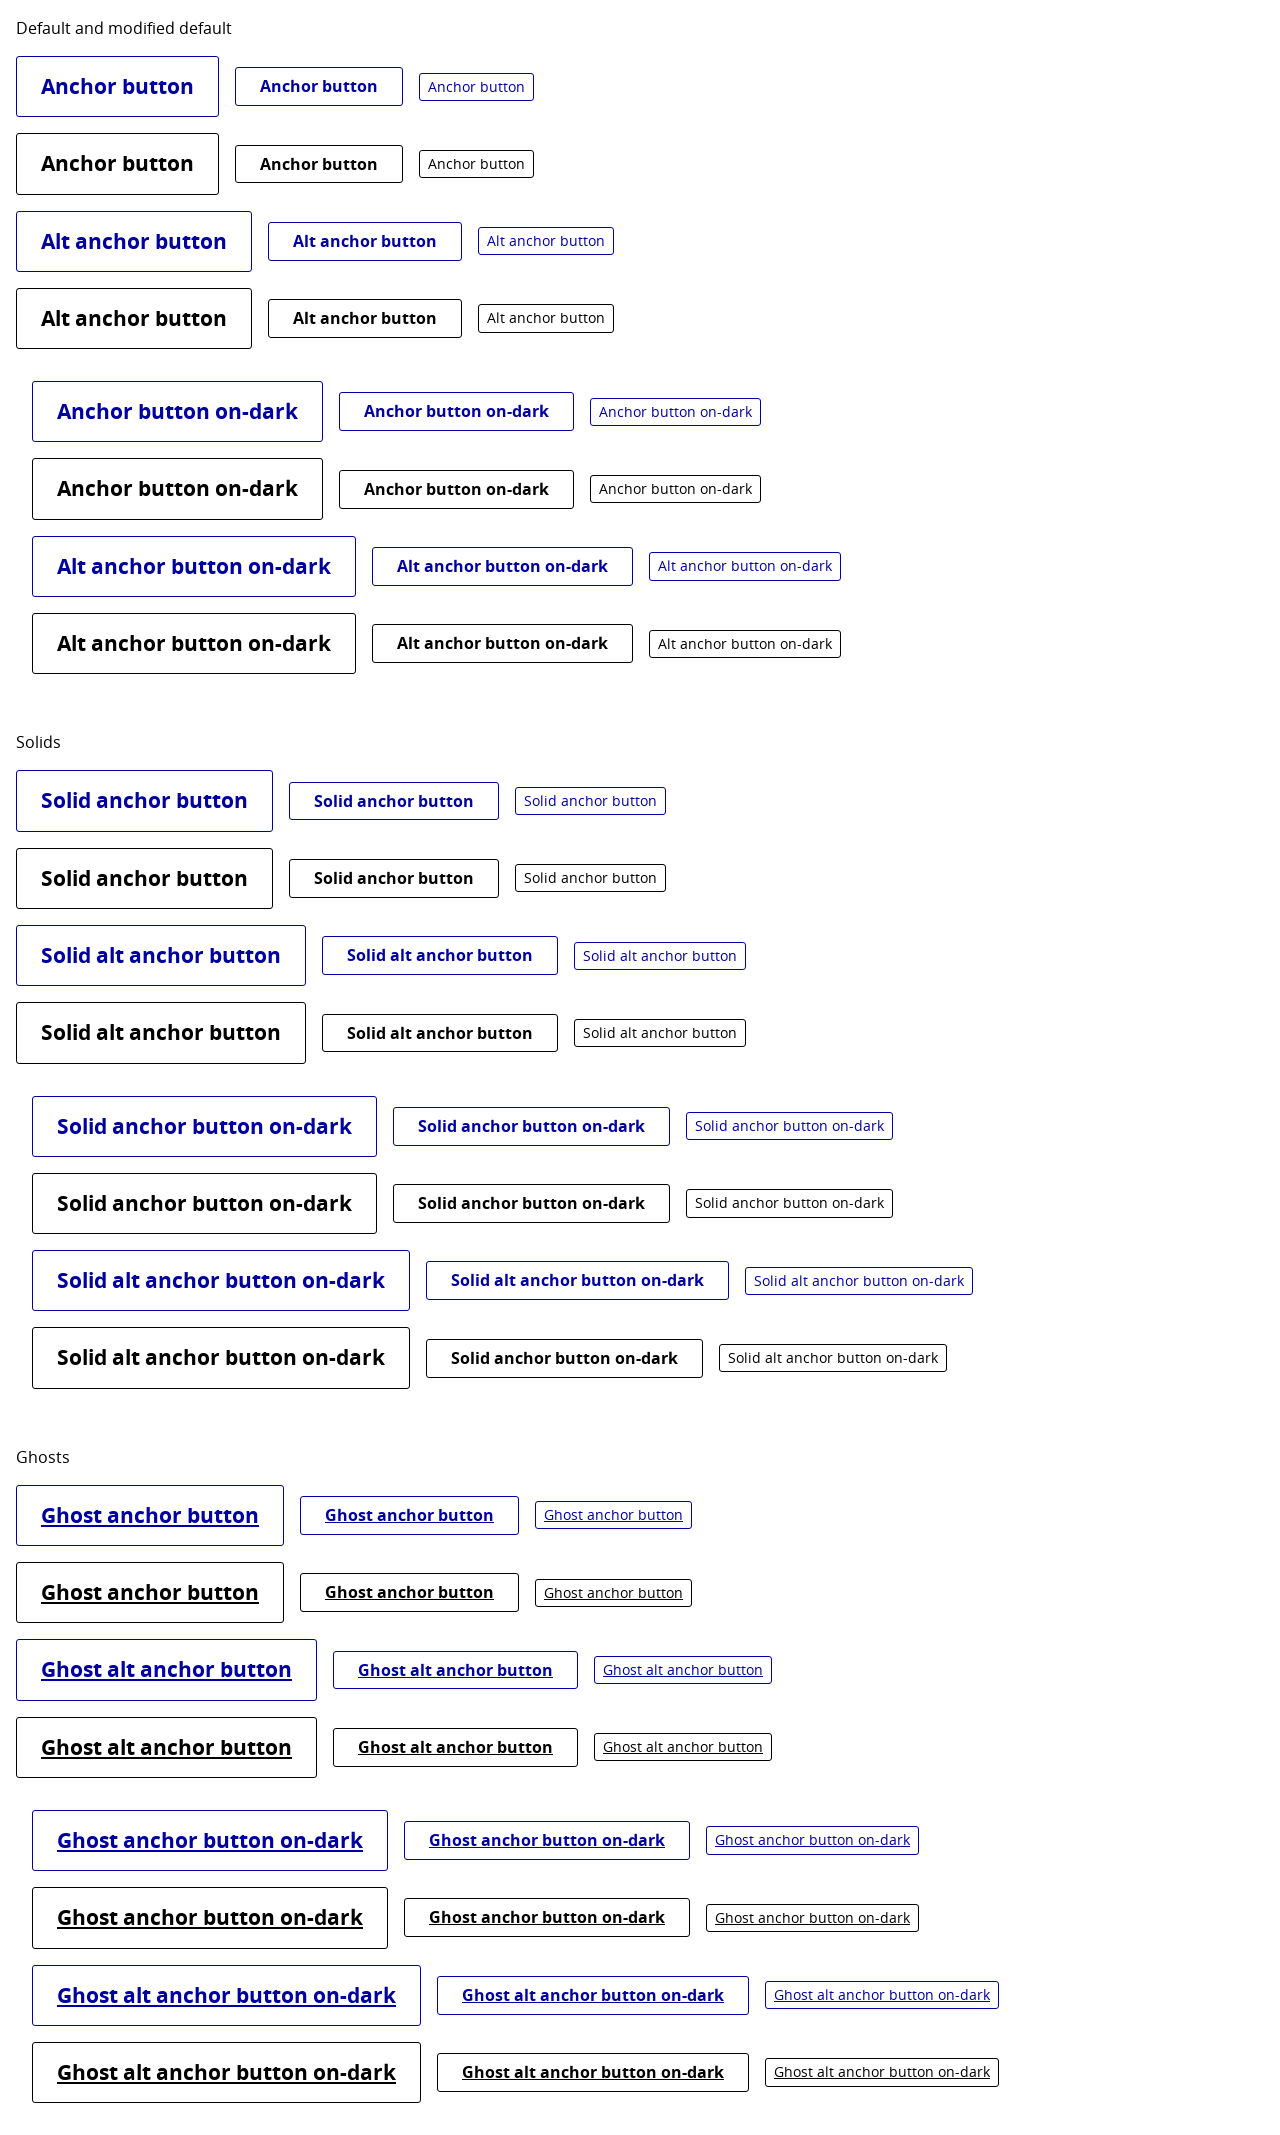 Default and modified default
Anchor button Anchor button Anchor button
Anchor button Anchor button Anchor button
Alt anchor button Alt anchor button Alt anchor button
Alt anchor button Alt anchor button Alt anchor button
Anchor button on-dark Anchor button on-dark Anchor button on-dark
Anchor button on-dark Anchor button on-dark Anchor button on-dark
Alt anchor button on-dark Alt anchor button on-dark Alt anchor button on-dark
Alt anchor button on-dark Alt anchor button on-dark Alt anchor button on-dark
Solids
Solid anchor button Solid anchor button Solid anchor button
Solid anchor button Solid anchor button Solid anchor button
Solid alt anchor button Solid alt anchor button Solid alt anchor button
Solid alt anchor button Solid alt anchor button Solid alt anchor button
Solid anchor button on-dark Solid anchor button on-dark Solid anchor button on-dark
Solid anchor button on-dark Solid anchor button on-dark Solid anchor button on-dark
Solid alt anchor button on-dark Solid alt anchor button on-dark Solid alt anchor button on-dark
Solid alt anchor button on-dark Solid anchor button on-dark Solid alt anchor button on-dark
Ghosts
Ghost anchor button Ghost anchor button Ghost anchor button
Ghost anchor button Ghost anchor button Ghost anchor button
Ghost alt anchor button Ghost alt anchor button Ghost alt anchor button
Ghost alt anchor button Ghost alt anchor button Ghost alt anchor button
Ghost anchor button on-dark Ghost anchor button on-dark Ghost anchor button on-dark
Ghost anchor button on-dark Ghost anchor button on-dark Ghost anchor button on-dark
Ghost alt anchor button on-dark Ghost alt anchor button on-dark Ghost alt anchor button on-dark
Ghost alt anchor button on-dark Ghost alt anchor button on-dark Ghost alt anchor button on-dark